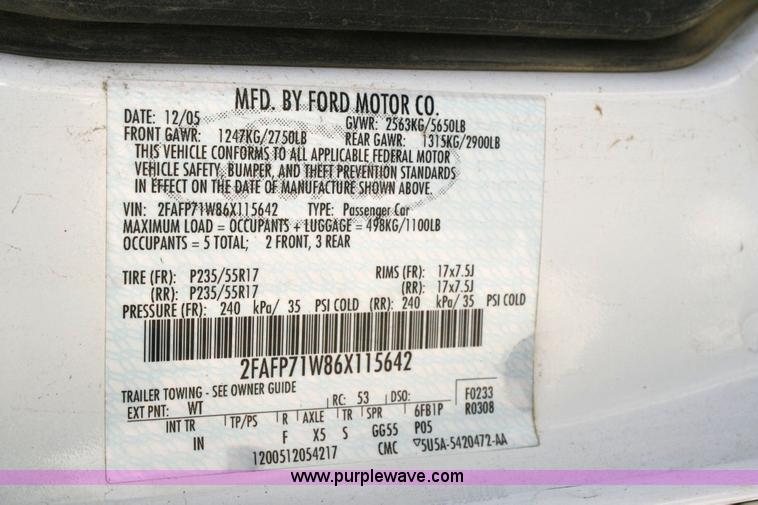 MFD. BY FORD MOTOR CO.
DATE: 12/05 GVWR: 2563KG/5650LB
FRONT GAWR: 1247KG/2750LB REAR GAWR: 1315KG/2900LB
THIS VEHICLE CONFORMS TO ALL APPLICABLE FEDERAL MOTOR
VEHICLE SAFETY, BUMPER, AND THEFT PREVENTION STANDARDS
IN EFFECT ON THE DATE OF MANUFACTURE SHOWN ABOVE.
VIN: 2FAFP71W86X115642 TYPE: Passenger Car
MAXIMUM LOAD = OCCUPANTS + LUGGAGE = 498KG/1100LB
OCCUPANTS = 5 TOTAL; 2 FRONT, 3 REAR
TIRE (FR): P235/55R17 RIMS (FR): 17x7.5J
(RR): P235/55R17 (RR): 17x7.5J
PRESSURE (FR): 240 kPa/ 35 PSI COLD (RR): 240 kPa/ 35 PSI COLD
2FAFP71W86X115642
TRAILER TOWING - SEE OWNER GUIDE
EXT PNT: WT RC: 53 DSO: F0233
INT TR TP/PS R AXLE TR SPR 6FB1P R0308
IN F X5 S GG55 P05
1200512054217 CMC 5U5A-5420472-AA
www.purplewave.com